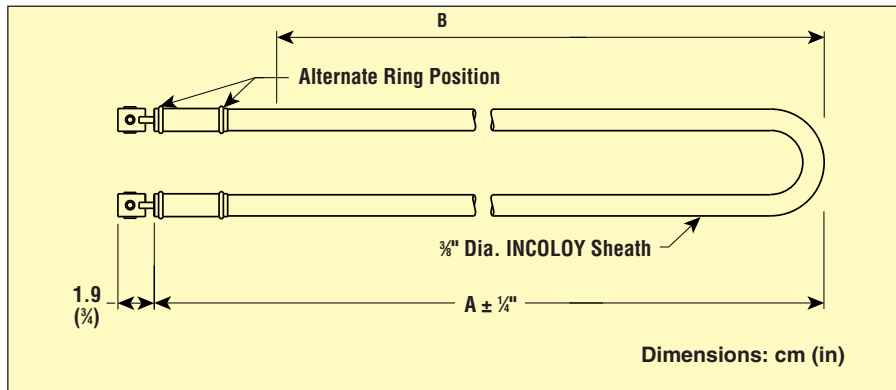 B
Alternate Ring Position
⅜" Dia. INCOLOY Sheath
1.9
(¾)
A ± ¼"
Dimensions: cm (in)